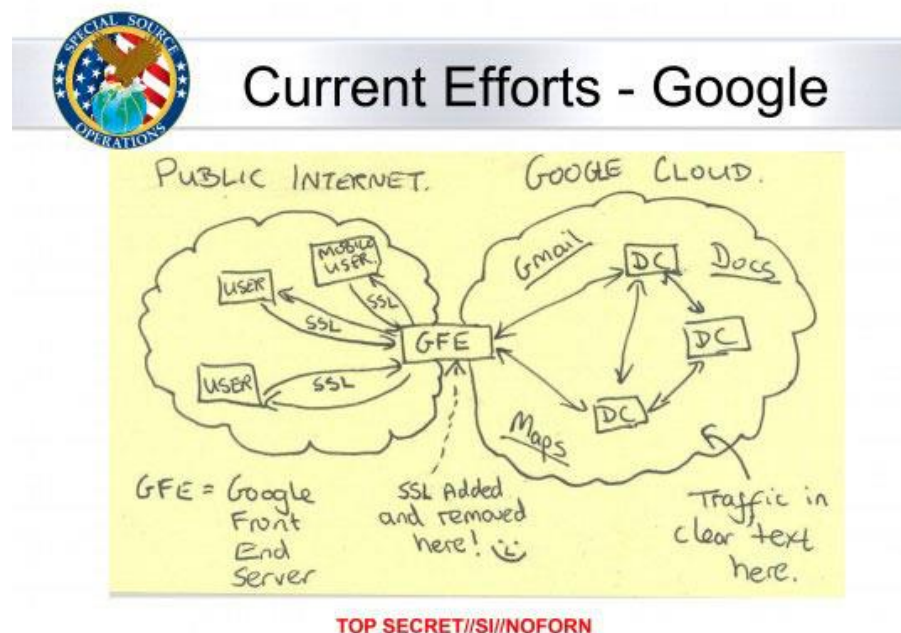 SPECIAL SOURCE
OPERATIONS
Current Efforts - Google
PUBLIC INTERNET.
GOOGLE CLOUD.
MOBILE
USER.
USER
SSL
SSL
USER
SSL
GFE
Gmail
DC
Docs
DC
DC
Maps
GFE = Google
Front
End
Server
SSL Added
and removed
here!
Traffic in
clear text
here.
TOP SECRET//SI//NOFORN